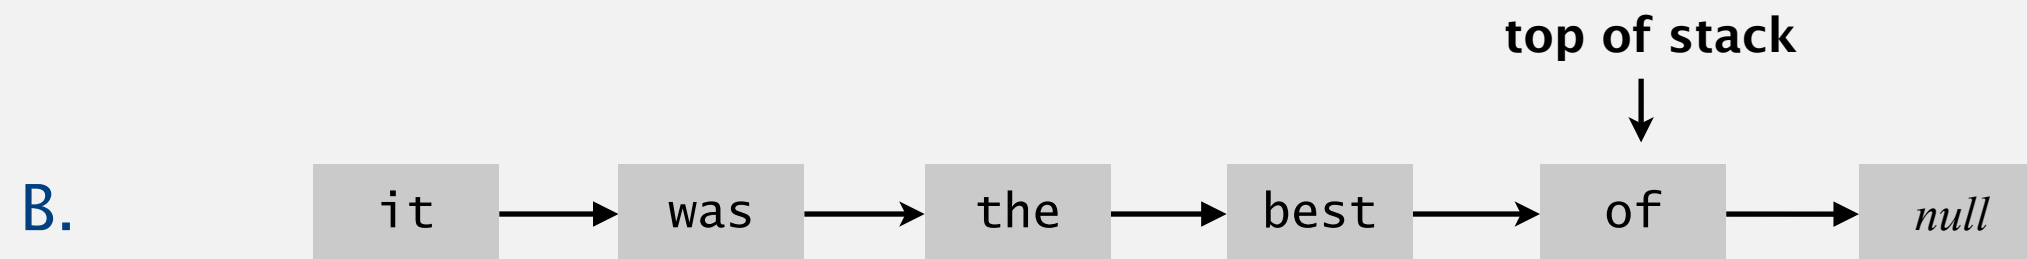 top of stack
B. it was the best of null